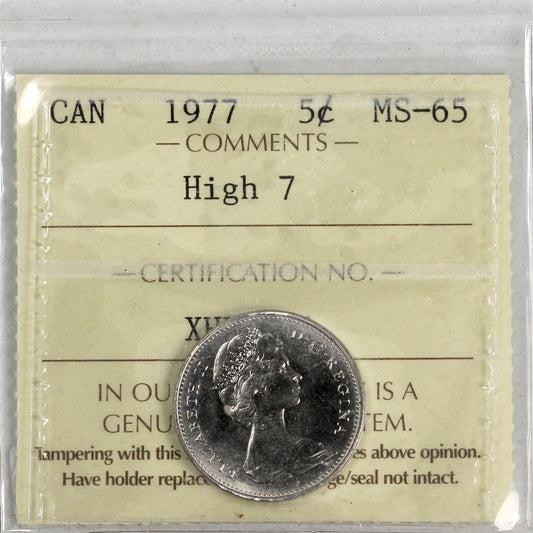 CAN 1977 5¢ MS-65
— COMMENTS —
High 7
— CERTIFICATION NO. —
IN OU IS A
GENU TEM.
Tampering with this es above opinion.
Have holder replac ge/seal not intact.
ELIZABETH II D·G·REGINA